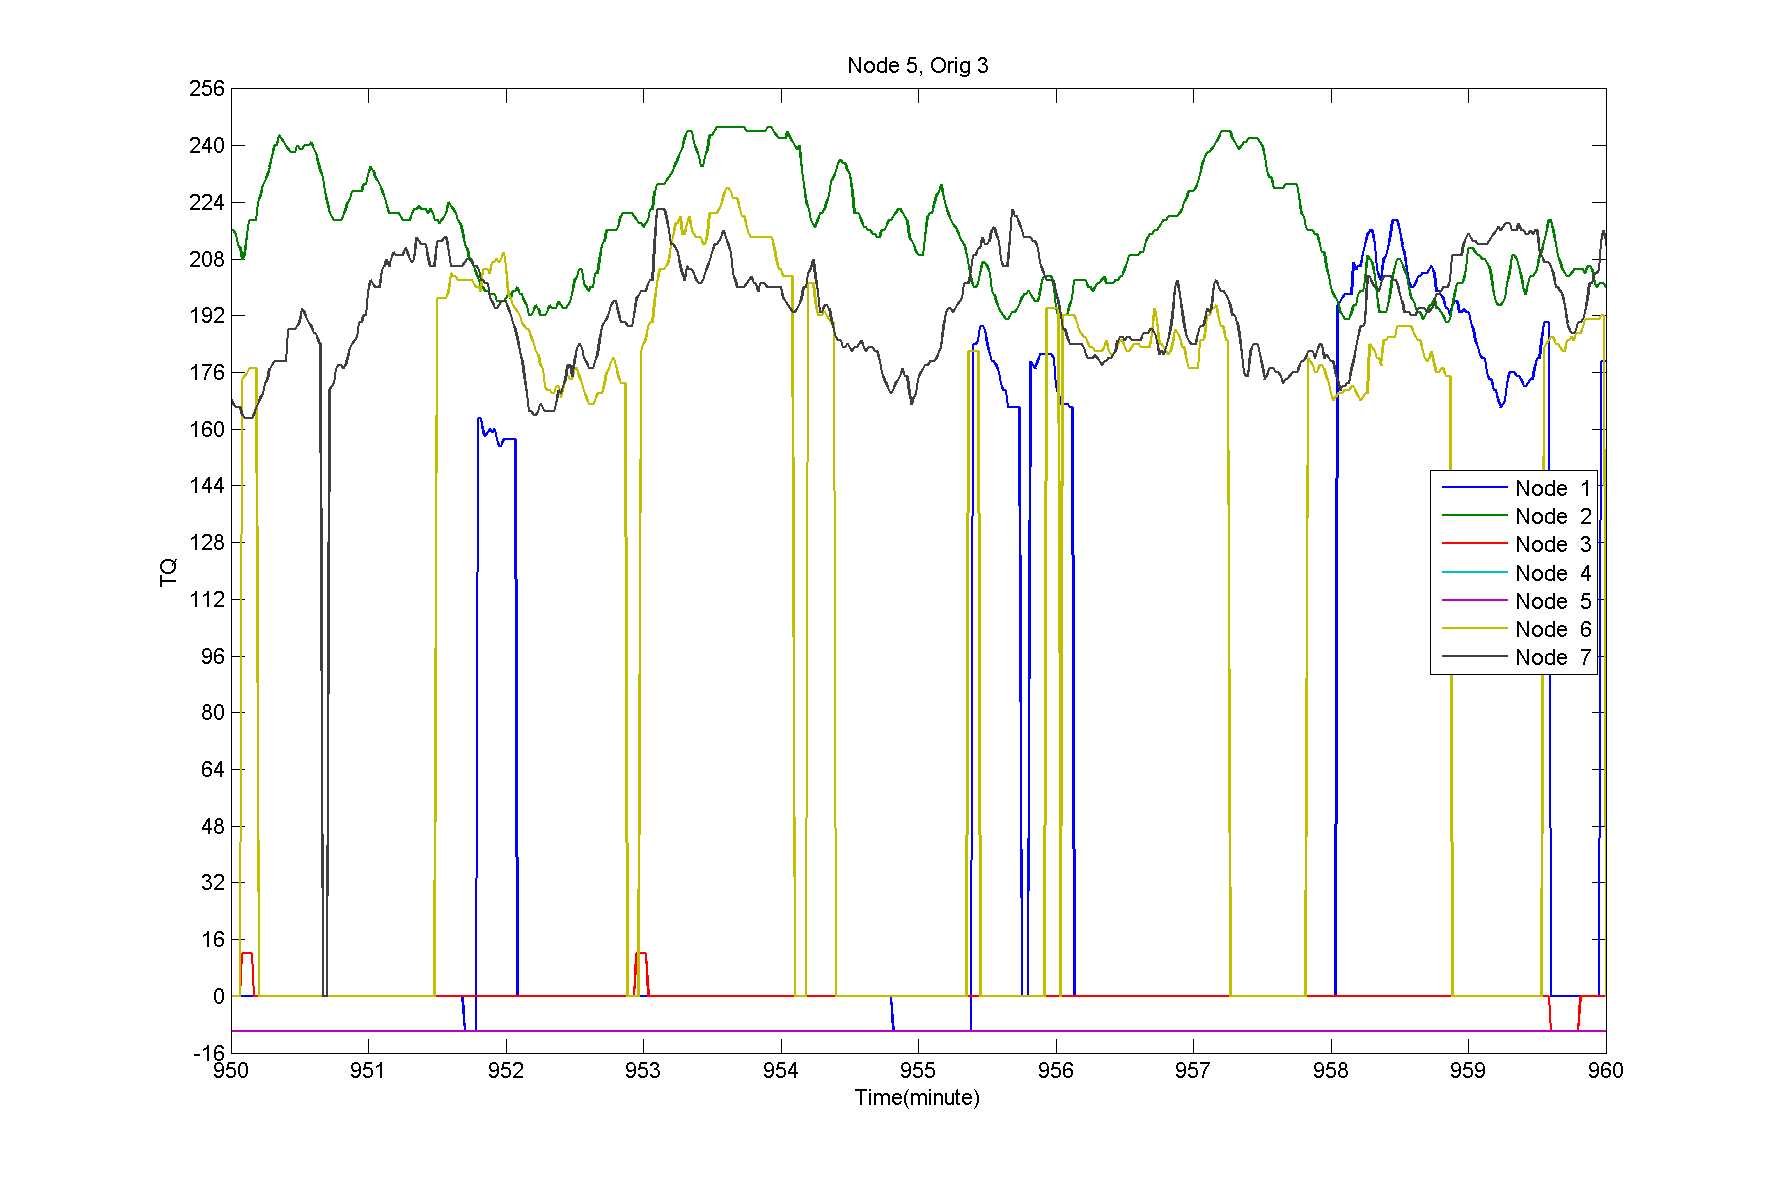 Node 5, Orig 3
256
240
224
208
192
176
160
144
128
112
96
80
64
48
32
16
0
-16
TQ
950 951 952 953 954 955 956 957 958 959 960
Time(minute)
Node 1
Node 2
Node 3
Node 4
Node 5
Node 6
Node 7